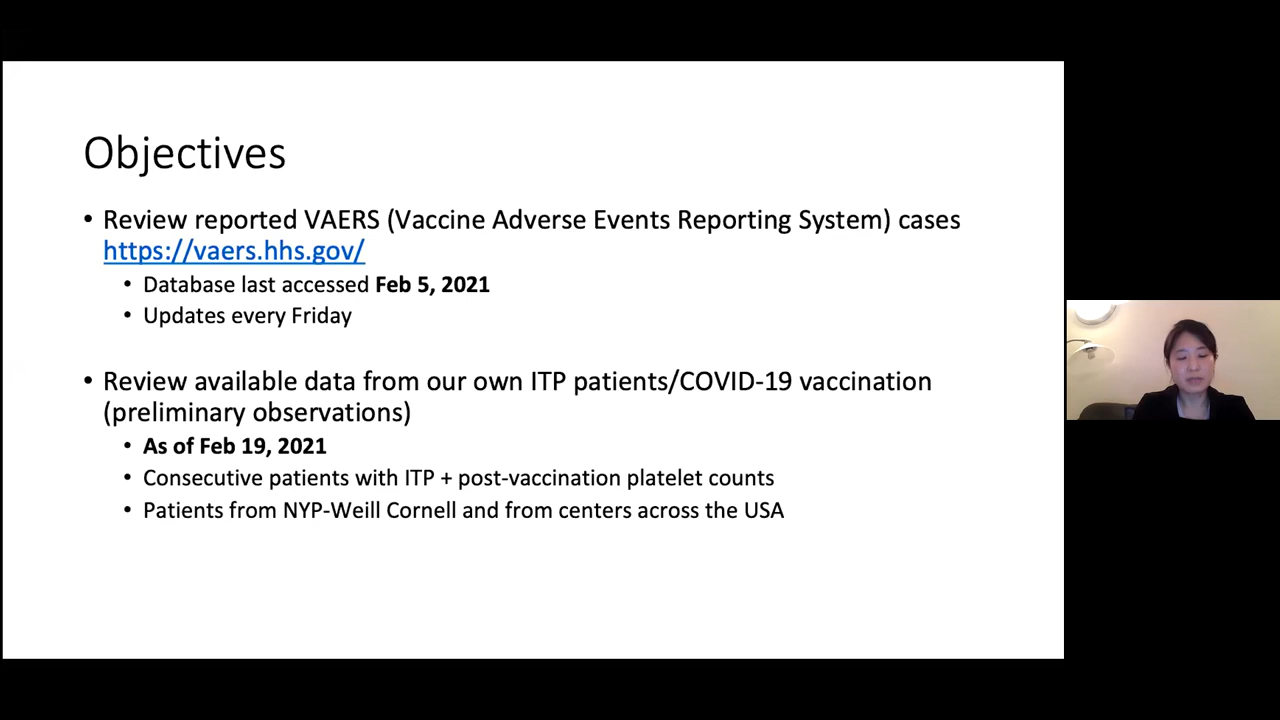 Objectives
• Review reported VAERS (Vaccine Adverse Events Reporting System) cases
https://vaers.hhs.gov/
• Database last accessed Feb 5, 2021
• Updates every Friday
• Review available data from our own ITP patients/COVID-19 vaccination
(preliminary observations)
• As of Feb 19, 2021
• Consecutive patients with ITP + post-vaccination platelet counts
• Patients from NYP-Weill Cornell and from centers across the USA